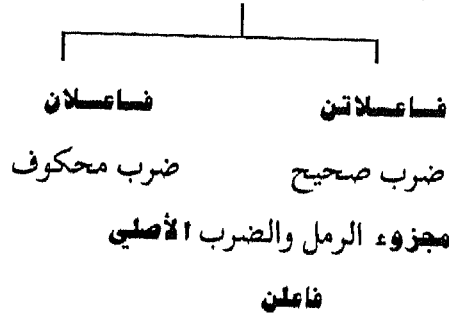 فاعلاتن فاعلان
ضرب صحيح ضرب محكوف
مجزوء الرمل والضرب الأصلي
فاعلن